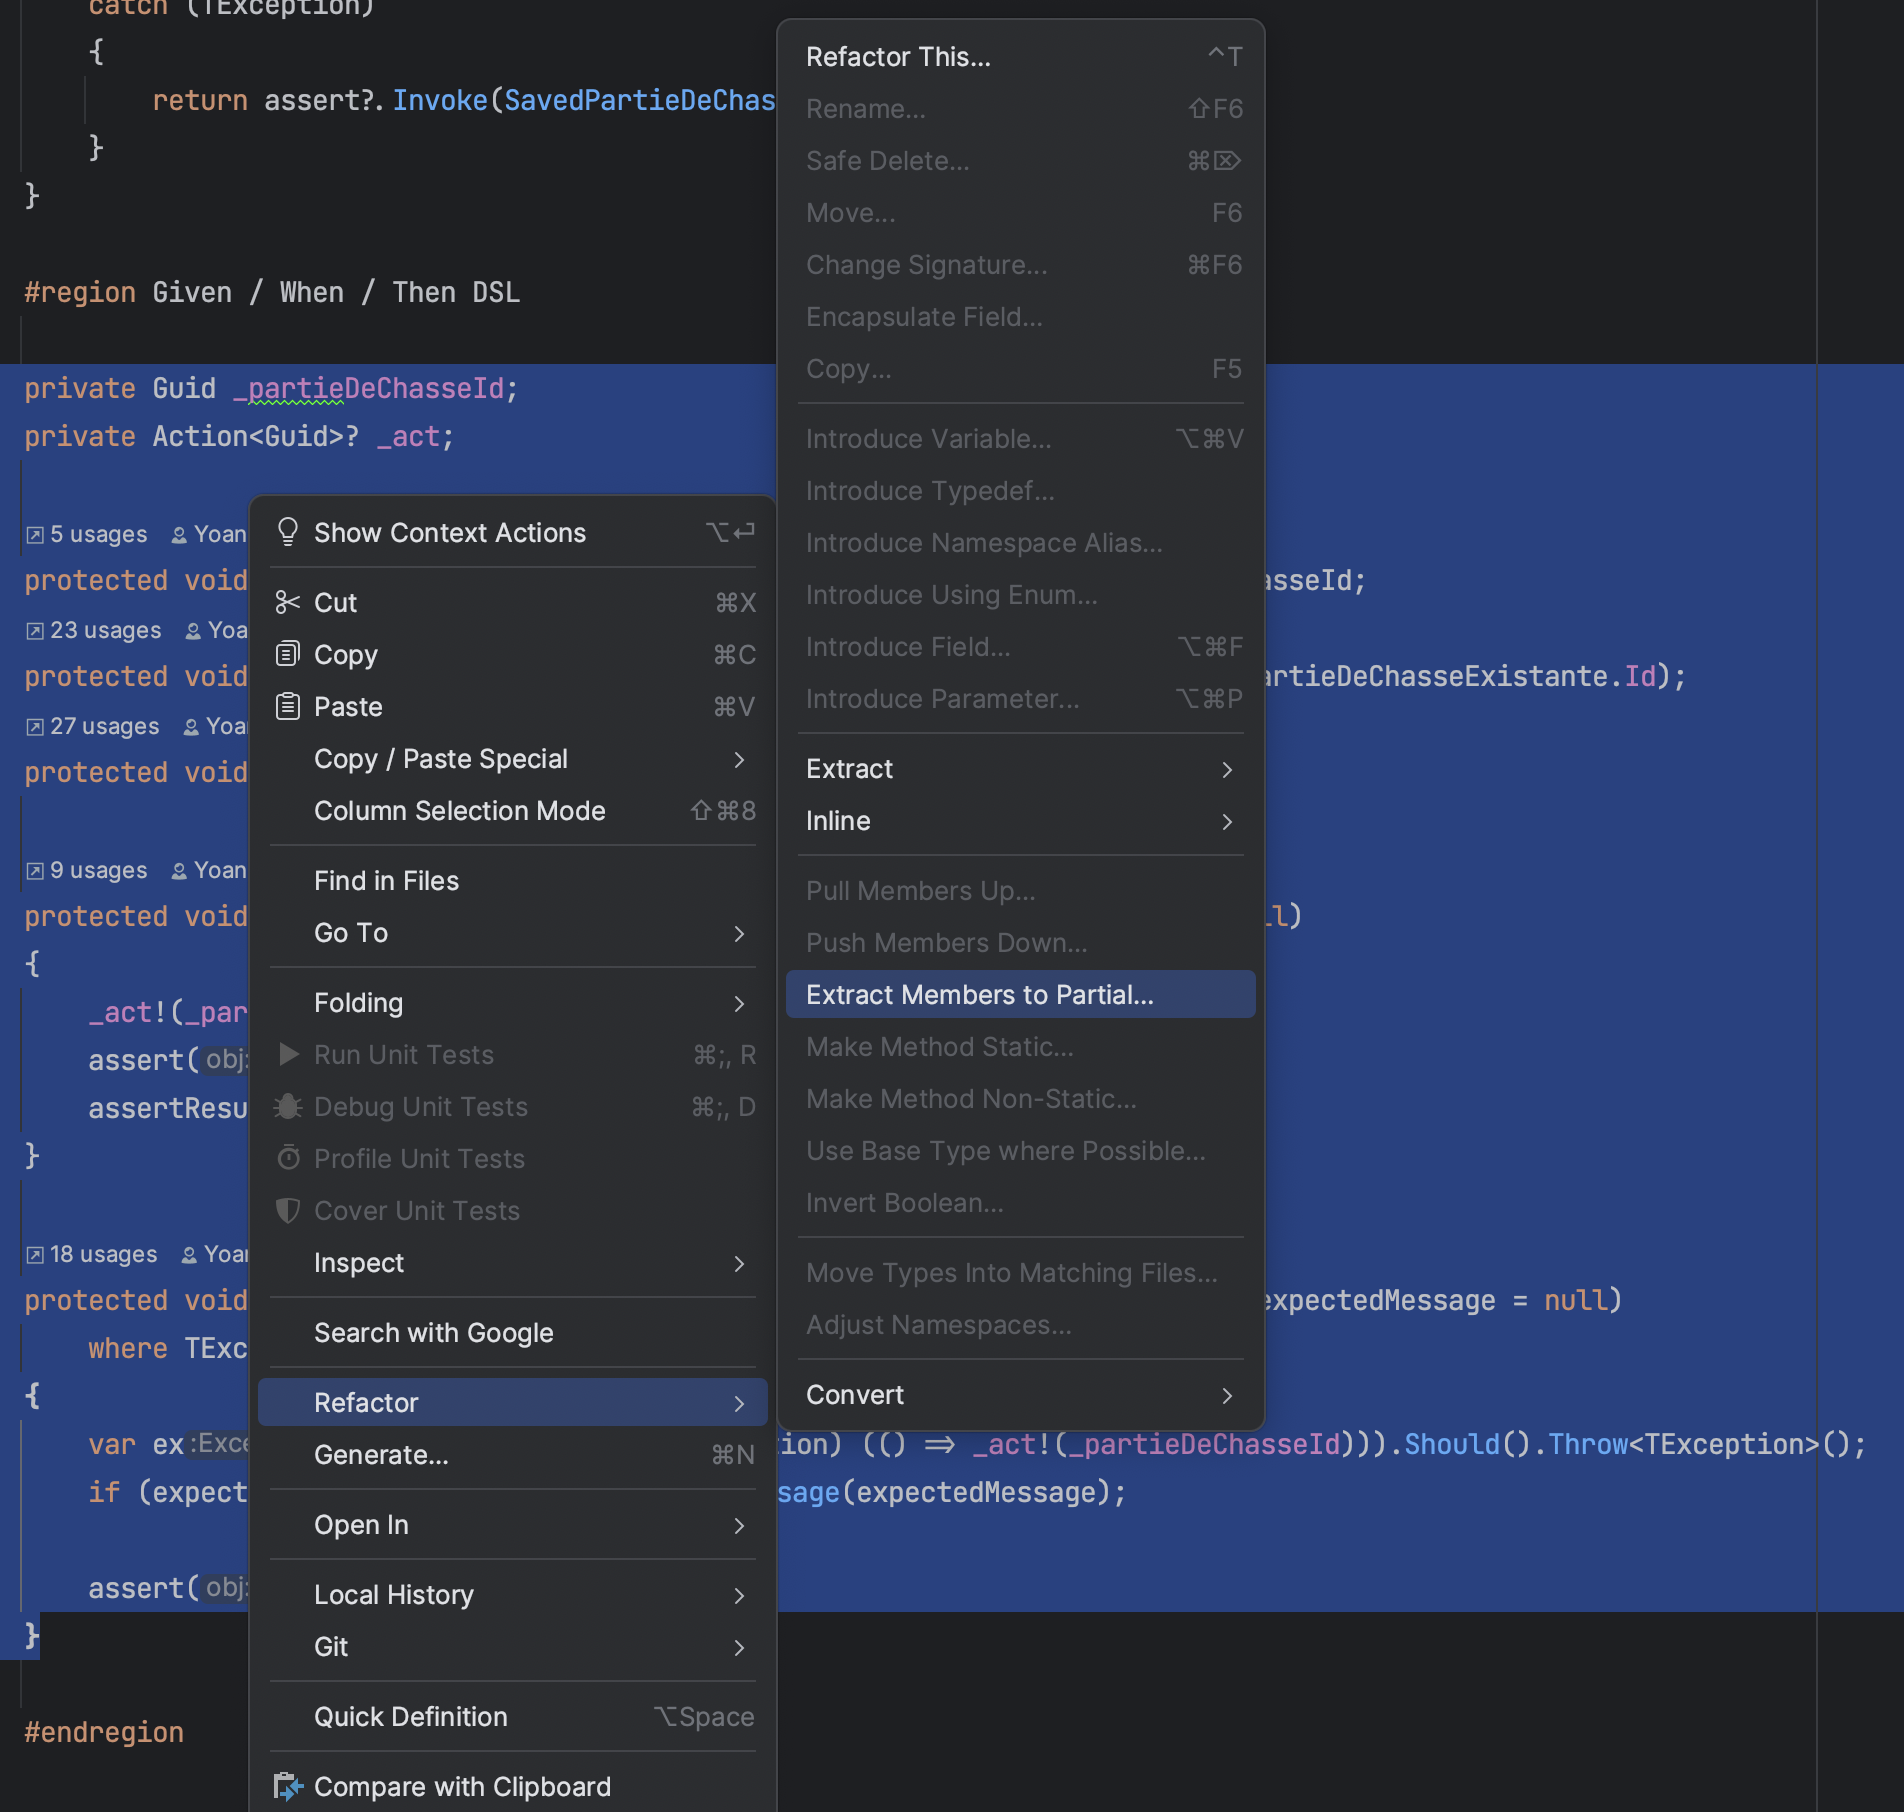 catch (TException)
{
return assert?.Invoke(SavedPartieDeChas
}
}
#region Given / When / Then DSL
private Guid _partieDeChasseId;
private Action<Guid>? _act;
5 usages Yoan
protected void asseId;
23 usages Yoa
protected void artieDeChasseExistante.Id);
27 usages Yoa
protected void
9 usages Yoan
protected void ll)
{
_act!(_par
assert( obj:
assertResu
}
18 usages Yoa
protected void expectedMessage = null)
where TExc
{
var ex :Exce tion) (() => _act!(_partieDeChasseId))).Should().Throw<TException>();
if (expect sage(expectedMessage);
assert( obj:
}
#endregion
Show Context Actions ⌥⏎
Cut ⌘X
Copy ⌘C
Paste ⌘V
Copy / Paste Special
Column Selection Mode ⇧⌘8
Find in Files
Go To
Folding
Run Unit Tests ⌘;, R
Debug Unit Tests ⌘;, D
Profile Unit Tests
Cover Unit Tests
Inspect
Search with Google
Refactor
Generate... ⌘N
Open In
Local History
Git
Quick Definition ⌥Space
Compare with Clipboard
Refactor This... ^T
Rename... ⇧F6
Safe Delete... ⌘⌦
Move... F6
Change Signature... ⌘F6
Encapsulate Field...
Copy... F5
Introduce Variable... ⌥⌘V
Introduce Typedef...
Introduce Namespace Alias...
Introduce Using Enum...
Introduce Field... ⌥⌘F
Introduce Parameter... ⌥⌘P
Extract
Inline
Pull Members Up...
Push Members Down...
Extract Members to Partial...
Make Method Static...
Make Method Non-Static...
Use Base Type where Possible...
Invert Boolean...
Move Types Into Matching Files...
Adjust Namespaces...
Convert